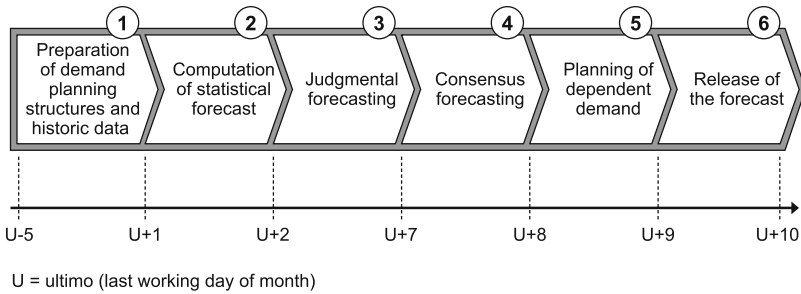 1
2
3
4
5
6
Preparation
of demand
planning
structures and
historic data
Computation
of statistical
forecast
Judgmental
forecasting
Consensus
forecasting
Planning of
dependent
demand
Release of
the forecast
U-5
U+1
U+2
U+7
U+8
U+9
U+10
U = ultimo (last working day of month)